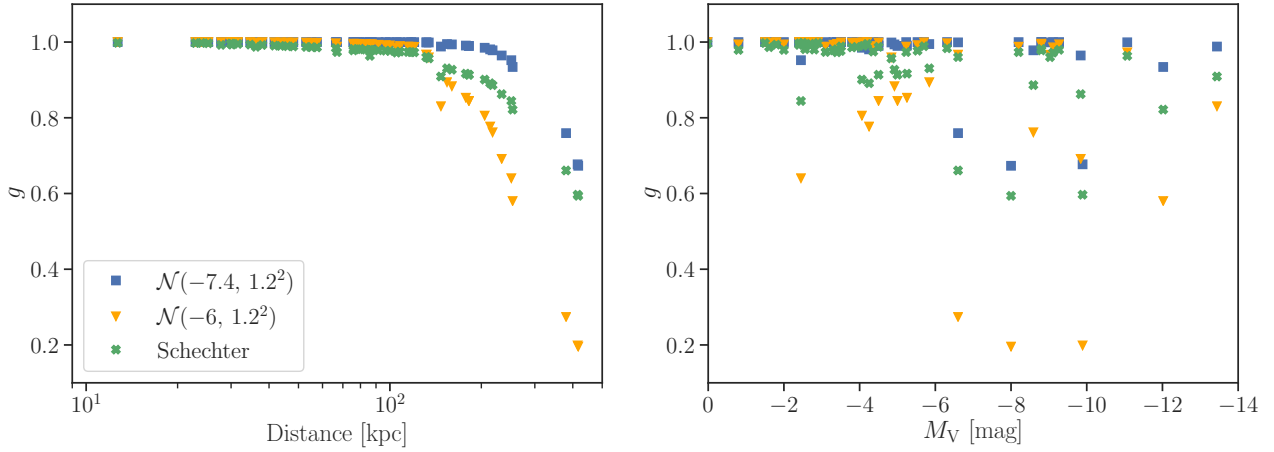 1.0
0.8
0.6
0.4
0.2
g
10¹
10²
Distance [kpc]
𝒩(−7.4, 1.2²)
𝒩(−6, 1.2²)
Schechter
1.0
0.8
0.6
0.4
0.2
g
0 −2 −4 −6 −8 −10 −12 −14
M_V [mag]